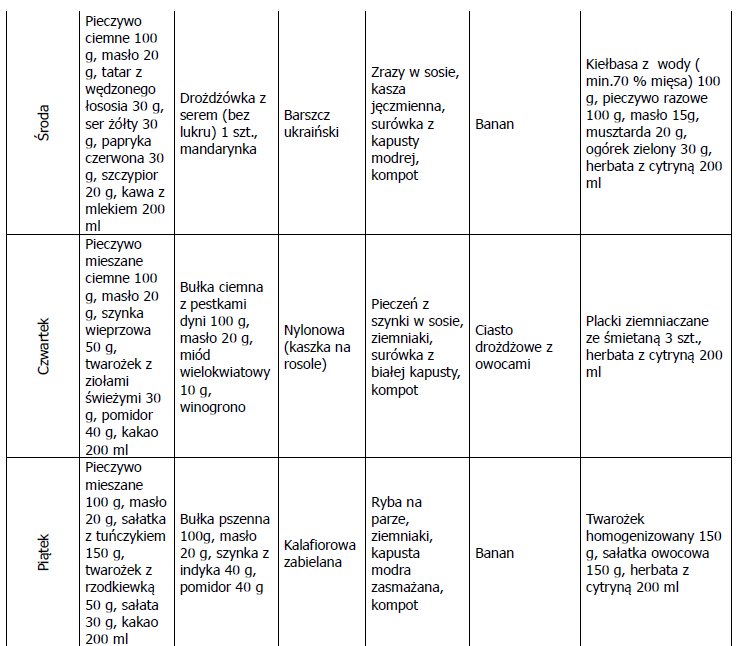 Środa
Pieczywo
ciemne 100
g, masło 20
g, tatar z
wędzonego
łososia 30 g,
ser żółty 30
g, papryka
czerwona 30
g, szczypior
20 g, kawa z
mlekiem 200
ml
Drożdżówka z
serem (bez
lukru) 1 szt.,
mandarynka
Barszcz
ukraiński
Zrazy w sosie,
kasza
jęczmienna,
surówka z
kapusty
modrej,
kompot
Banan
Kiełbasa z  wody (
min.70 % mięsa) 100
g, pieczywo razowe
100 g, masło 15g,
musztarda 20 g,
ogórek zielony 30 g,
herbata z cytryną 200
ml
Czwartek
Pieczywo
mieszane
ciemne 100
g, masło 20
g, szynka
wieprzowa
50 g,
twarożek z
ziołami
świeżymi 30
g, pomidor
40 g, kakao
200 ml
Bułka ciemna
z pestkami
dyni 100 g,
masło 20 g,
miód
wielokwiatowy
10 g,
winogrono
Nylonowa
(kaszka na
rosole)
Pieczeń z
szynki w sosie,
ziemniaki,
surówka z
białej kapusty,
kompot
Ciasto
drożdżowe z
owocami
Placki ziemniaczane
ze śmietaną 3 szt.,
herbata z cytryną 200
ml
Piątek
Pieczywo
mieszane
100 g, masło
20 g, sałatka
z tuńczykiem
150 g,
twarożek z
rzodkiewką
50 g, sałata
30 g, kakao
200 ml
Bułka pszenna
100g, masło
20 g, szynka z
indyka 40 g,
pomidor 40 g
Kalafiorowa
zabielana
Ryba na
parze,
ziemniaki,
kapusta
modra
zasmażana,
kompot
Banan
Twarożek
homogenizowany 150
g, sałatka owocowa
150 g, herbata z
cytryną 200 ml